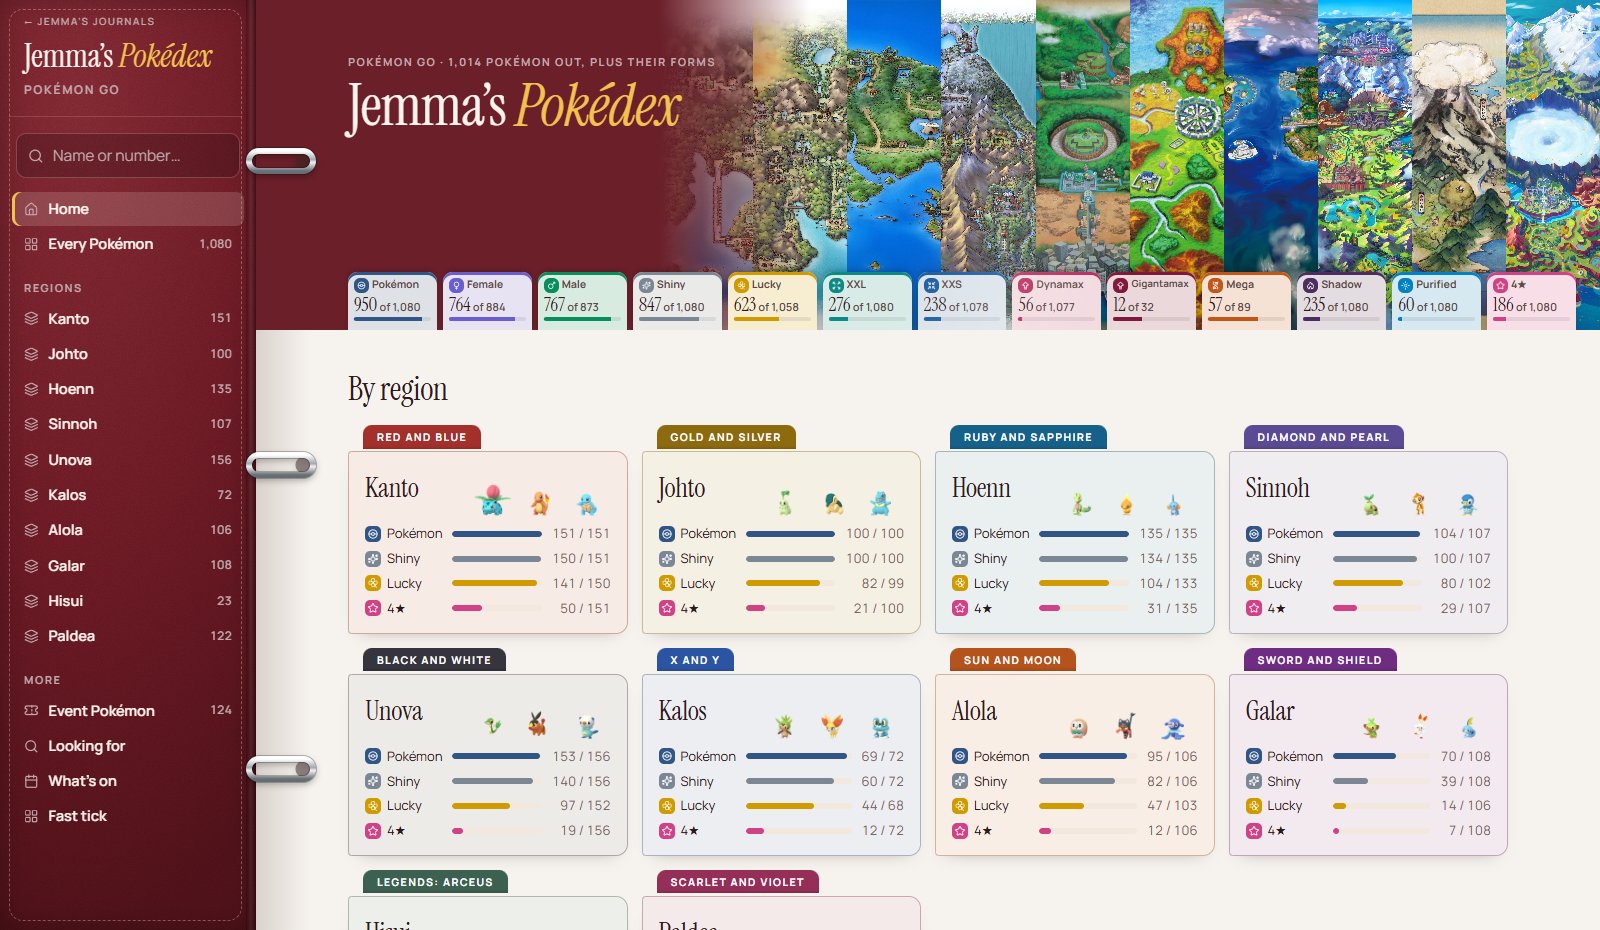 ← JEMMA'S JOURNALS
Jemma's Pokédex
POKÉMON GO
Name or number...
Home
Every Pokémon 1,080
REGIONS
Kanto 151
Johto 100
Hoenn 135
Sinnoh 107
Unova 156
Kalos 72
Alola 106
Galar 108
Hisui 23
Paldea 122
MORE
Event Pokémon 124
Looking for
What's on
Fast tick
POKÉMON GO · 1,014 POKÉMON OUT, PLUS THEIR FORMS
Jemma's Pokédex
Pokémon
950 of 1,080
Female
764 of 884
Male
767 of 873
Shiny
847 of 1,080
Lucky
623 of 1,058
XXL
276 of 1,080
XXS
238 of 1,078
Dynamax
56 of 1,077
Gigantamax
12 of 32
Mega
57 of 89
Shadow
235 of 1,080
Purified
60 of 1,080
4★
186 of 1,080
By region
RED AND BLUE
Kanto
Pokémon 151 / 151
Shiny 150 / 151
Lucky 141 / 150
4★ 50 / 151
GOLD AND SILVER
Johto
Pokémon 100 / 100
Shiny 100 / 100
Lucky 82 / 99
4★ 21 / 100
RUBY AND SAPPHIRE
Hoenn
Pokémon 135 / 135
Shiny 134 / 135
Lucky 104 / 133
4★ 31 / 135
DIAMOND AND PEARL
Sinnoh
Pokémon 104 / 107
Shiny 100 / 107
Lucky 80 / 102
4★ 29 / 107
BLACK AND WHITE
Unova
Pokémon 153 / 156
Shiny 140 / 156
Lucky 97 / 152
4★ 19 / 156
X AND Y
Kalos
Pokémon 69 / 72
Shiny 60 / 72
Lucky 44 / 68
4★ 12 / 72
SUN AND MOON
Alola
Pokémon 95 / 106
Shiny 82 / 106
Lucky 47 / 103
4★ 12 / 106
SWORD AND SHIELD
Galar
Pokémon 70 / 108
Shiny 39 / 108
Lucky 14 / 106
4★ 7 / 108
LEGENDS: ARCEUS
Hisui
SCARLET AND VIOLET
Paldea